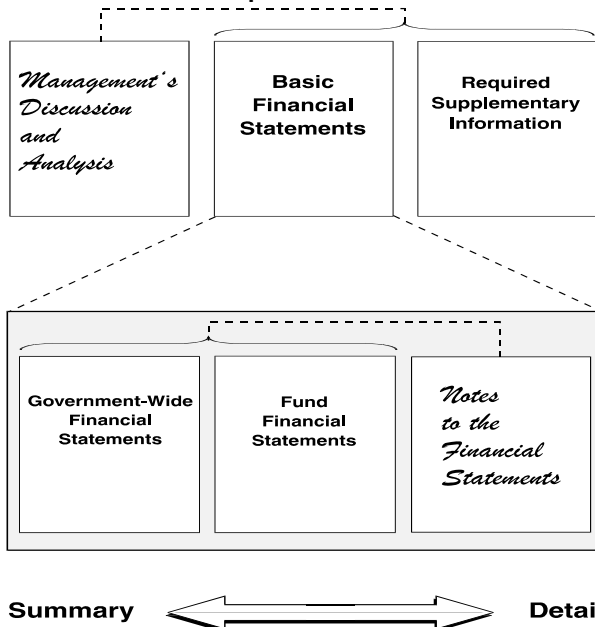 Management's
Discussion
and
Analysis
Basic
Financial
Statements
Required
Supplementary
Information
Government-Wide
Financial
Statements
Fund
Financial
Statements
Notes
to the
Financial
Statements
Summary
Detai